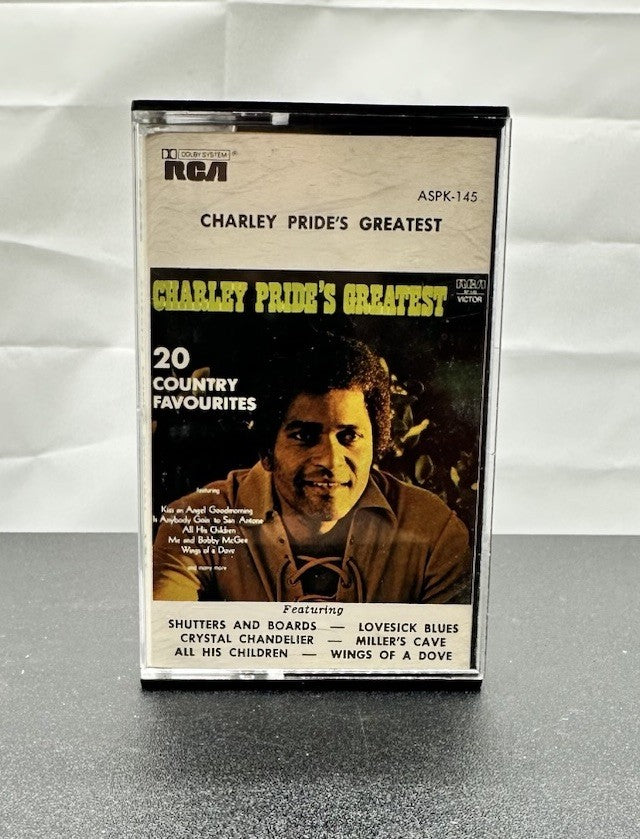 DOLBY SYSTEM ®
RCA
ASPK-145
CHARLEY PRIDE'S GREATEST
CHARLEY PRIDE'S GREATEST
RCA
VICTOR
20
COUNTRY
FAVOURITES
featuring
Kiss an Angel Goodmorning
Is Anybody Goin to San Antone
All His Children
Me and Bobby McGee
Wings of a Dove
and many more
Featuring
SHUTTERS AND BOARDS — LOVESICK BLUES
CRYSTAL CHANDELIER — MILLER'S CAVE
ALL HIS CHILDREN — WINGS OF A DOVE